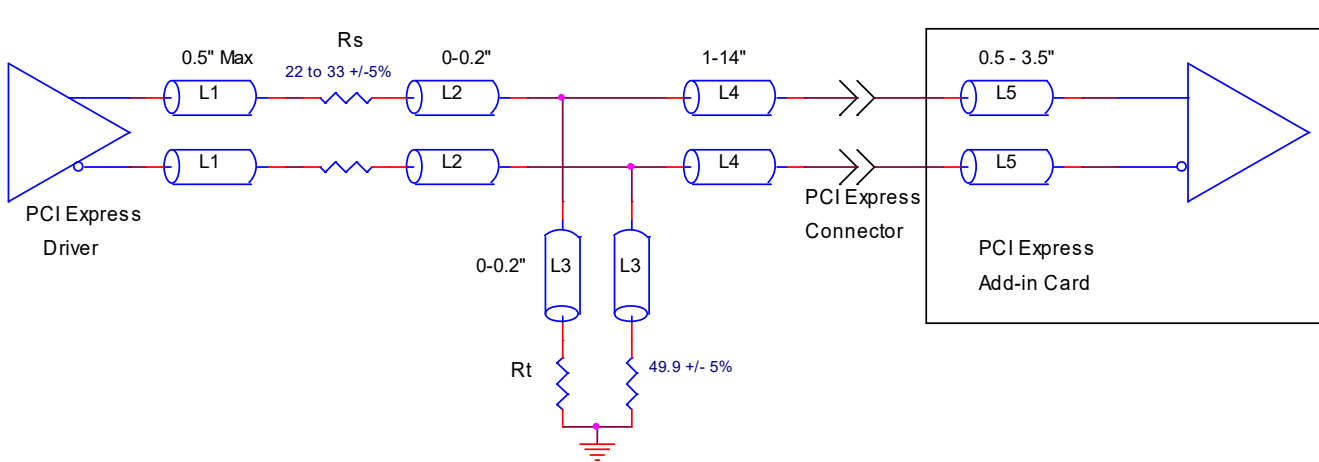 Rs
0.5" Max
0-0.2"
1-14"
0.5 - 3.5"
22 to 33 +/-5%
L1
L2
L4
L5
L1
L2
L4
L5
PCI Express
Driver
PCI Express
Connector
PCI Express
Add-in Card
0-0.2"
L3
L3
Rt
49.9 +/- 5%